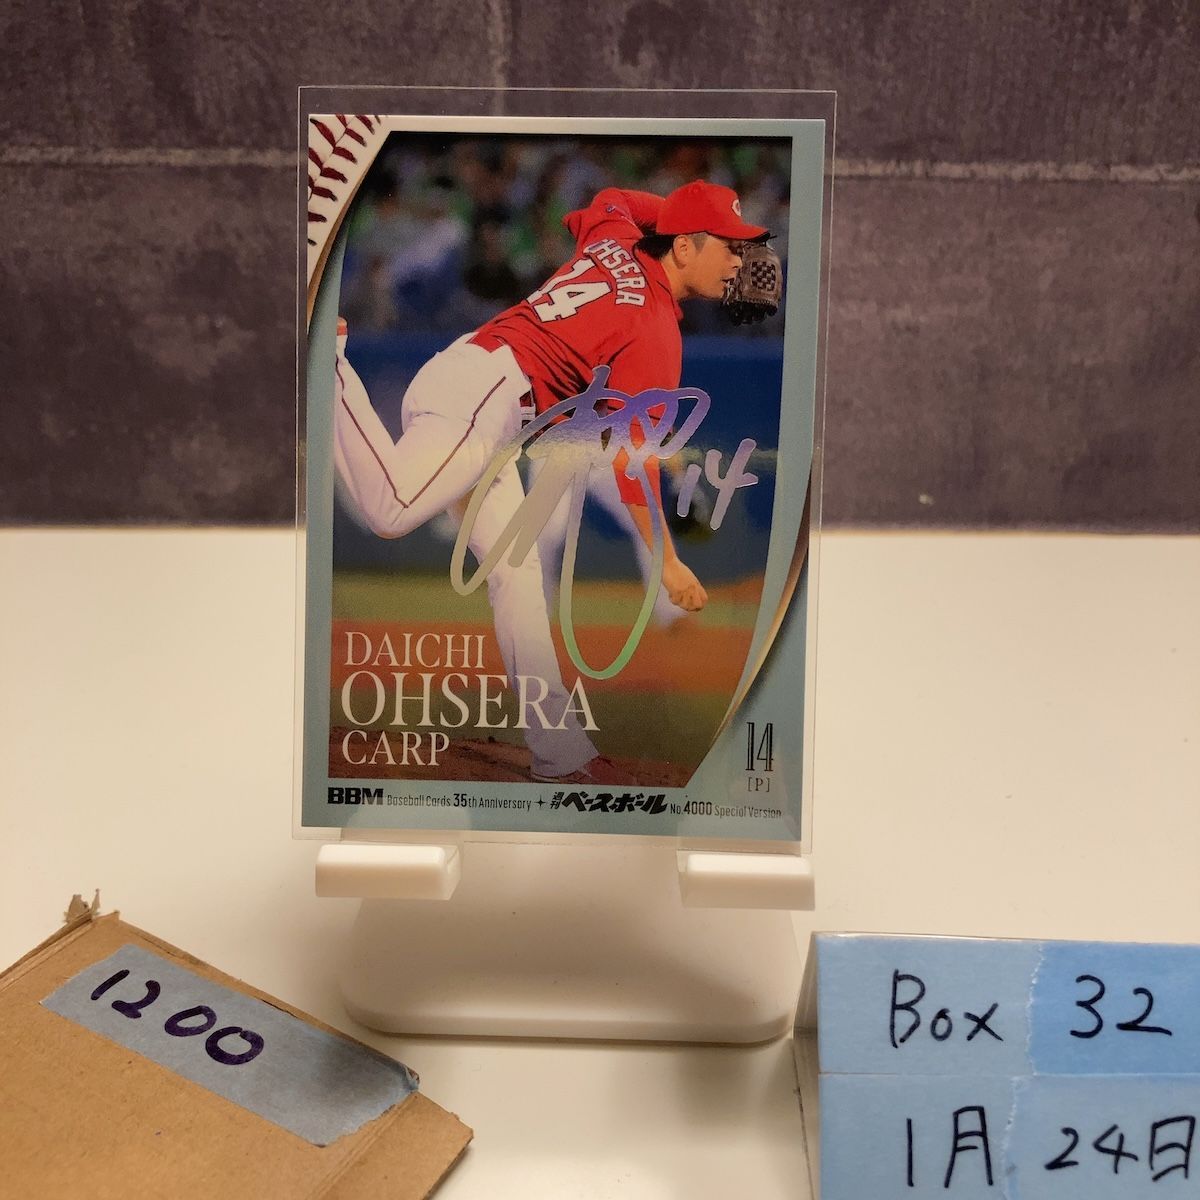 OHSERA
14
14
DAICHI
OHSERA
CARP
14
[P]
BBM Baseball Cards 35th Anniversary 週刊ベースボール No.4000 Special Version
1200
Box 32
1月 24日